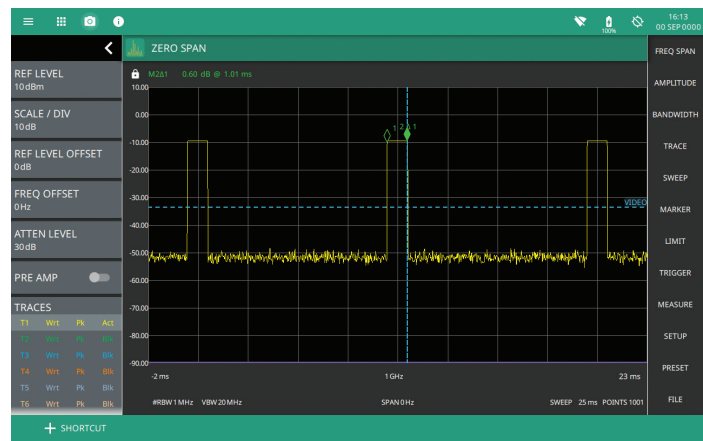 100%
16:13
00 SEP 0000
ZERO SPAN
REF LEVEL
10 dBm
SCALE / DIV
10 dB
REF LEVEL OFFSET
0 dB
FREQ OFFSET
0 Hz
ATTEN LEVEL
30 dB
PRE AMP
TRACES
T1 Wrt Pk Act
T2 Wrt Pk Blk
T3 Wrt Pk Blk
T4 Wrt Pk Blk
T5 Wrt Pk Blk
T6 Wrt Pk Blk
SHORTCUT
M2Δ1 0.60 dB @ 1.01 ms
10.00
0.00
-10.00
-20.00
-30.00
-40.00
-50.00
-60.00
-70.00
-80.00
-90.00
1 2 1
VIDEO
-2 ms 1 GHz 23 ms
#RBW 1 MHz VBW 20 MHz SPAN 0 Hz SWEEP 25 ms POINTS 1001
FREQ SPAN
AMPLITUDE
BANDWIDTH
TRACE
SWEEP
MARKER
LIMIT
TRIGGER
MEASURE
SETUP
PRESET
FILE